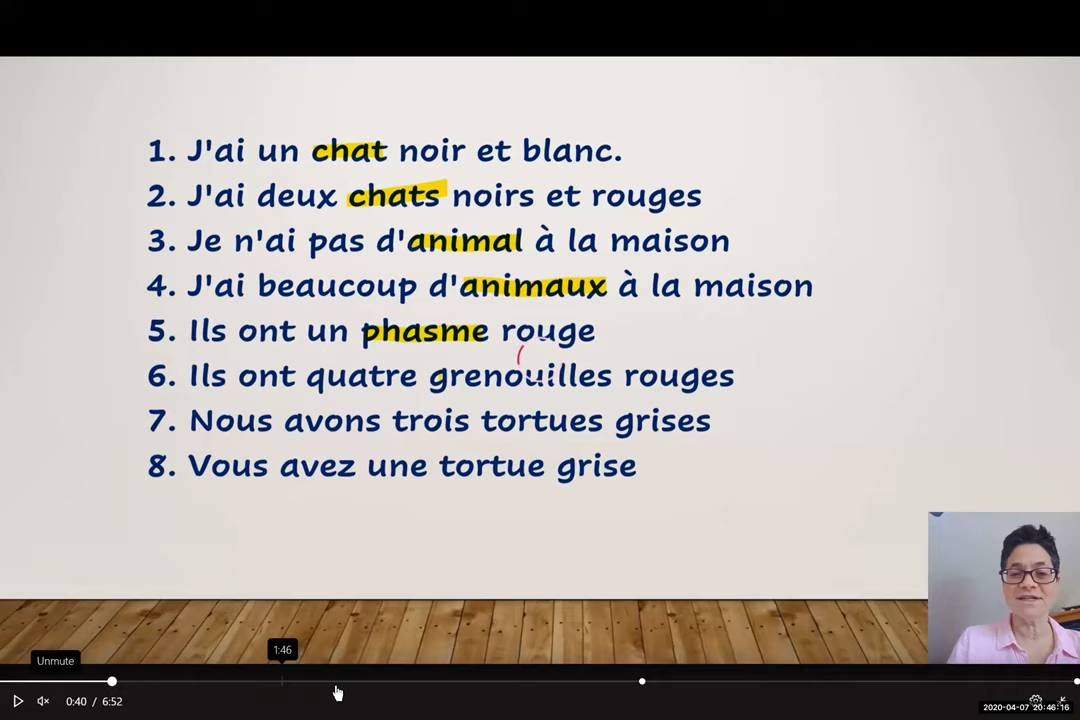 1. J'ai un chat noir et blanc.
2. J'ai deux chats noirs et rouges
3. Je n'ai pas d'animal à la maison
4. J'ai beaucoup d'animaux à la maison
5. Ils ont un phasme rouge
6. Ils ont quatre grenouilles rouges
7. Nous avons trois tortues grises
8. Vous avez une tortue grise
1:46
Unmute
0:40 / 6:52
2020-04-07 20:46:16